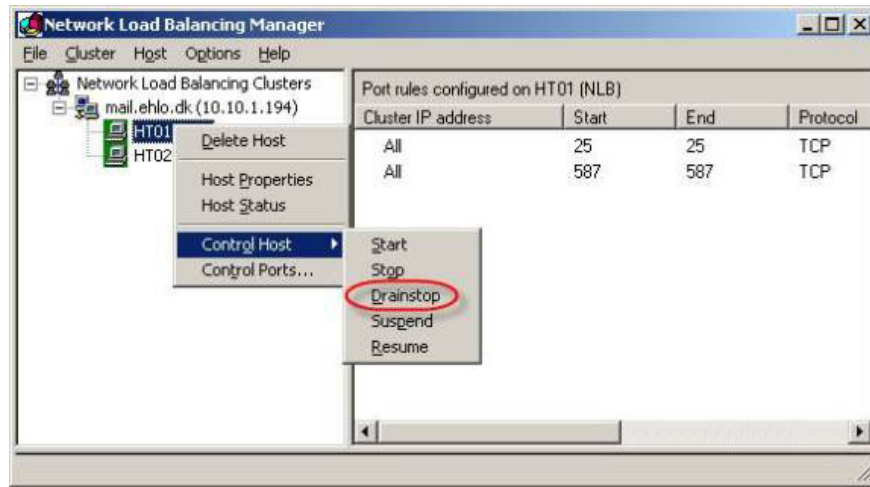 Network Load Balancing Manager
File Cluster Host Options Help
Network Load Balancing Clusters
mail.ehlo.dk (10.10.1.194)
HT01
HT02
Delete Host
Host Properties
Host Status
Control Host
Control Ports...
Start
Stop
Drainstop
Suspend
Resume
Port rules configured on HT01 (NLB)
Cluster IP address Start End Protocol
All 25 25 TCP
All 587 587 TCP